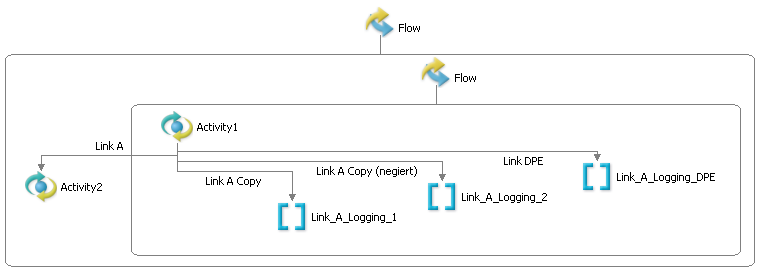 Flow
Flow
Activity1
Link A
Link DPE
Link A Copy (negiert)
Link_A_Logging_DPE
Link A Copy
Activity2
Link_A_Logging_2
Link_A_Logging_1